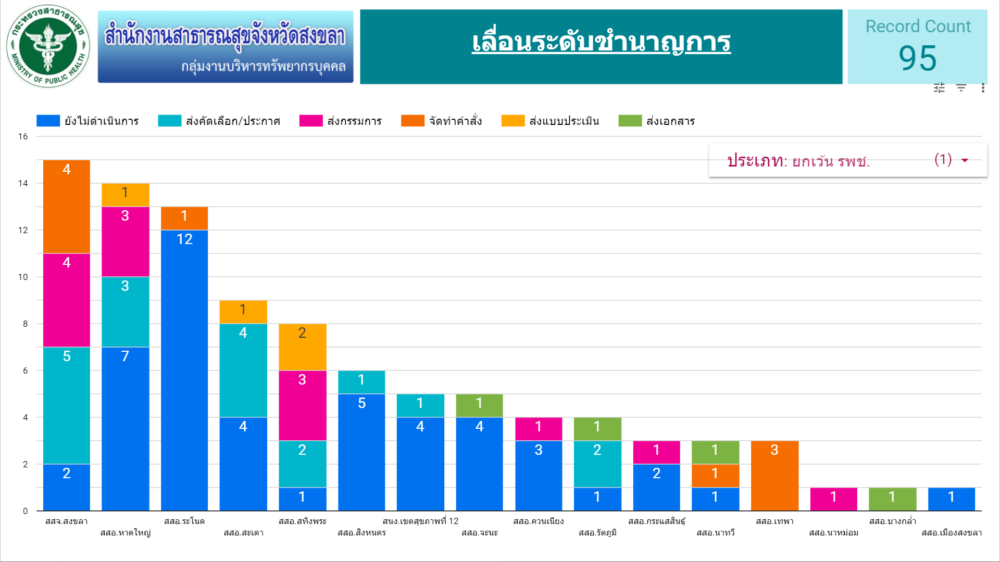 กระทรวงสาธารณสุข
MINISTRY OF PUBLIC HEALTH
สำนักงานสาธารณสุขจังหวัดสงขลา
กลุ่มงานบริหารทรัพยากรบุคคล
เลื่อนระดับชำนาญการ
Record Count
95
ยังไม่ดำเนินการ ส่งคัดเลือก/ประกาศ ส่งกรรมการ จัดทำคำสั่ง ส่งแบบประเมิน ส่งเอกสาร
ประเภท: ยกเว้น รพช. (1)
16
14
12
10
8
6
4
2
0
4
4
5
2
1
3
3
7
1
12
1
4
4
2
3
2
1
1
5
1
4
1
4
1
3
1
2
1
1
2
1
1
1
3
1
1
1
สสจ.สงขลา
สสอ.หาดใหญ่
สสอ.ระโนด
สสอ.สะเดา
สสอ.สทิงพระ
สสอ.สิงหนคร
สนง.เขตสุขภาพที่ 12
สสอ.จะนะ
สสอ.ควนเนียง
สสอ.รัตภูมิ
สสอ.กระแสสินธุ์
สสอ.นาทวี
สสอ.เทพา
สสอ.นาหม่อม
สสอ.บางกล่ำ
สสอ.เมืองสงขลา